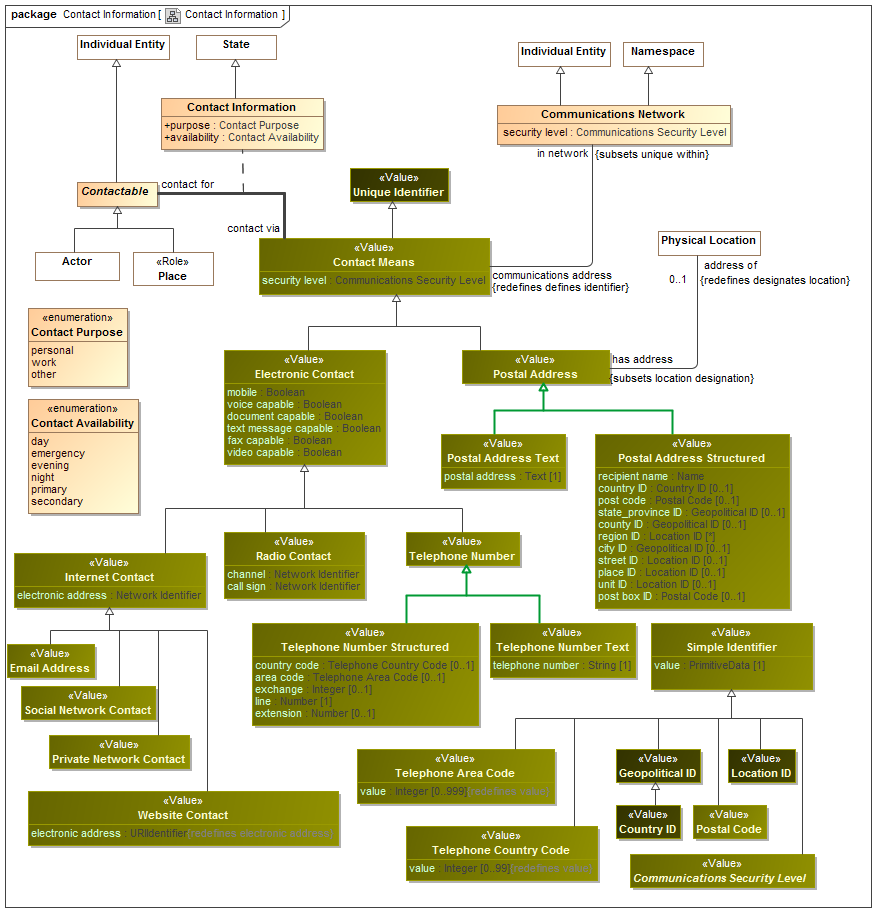 package Contact Information [ Contact Information ]
Individual Entity
State
Individual Entity
Namespace
Contact Information
+purpose : Contact Purpose
+availability : Contact Availability
Communications Network
security level : Communications Security Level
in network {subsets unique within}
Contactable
contact for
contact via
«Value»
Unique Identifier
Actor
«Role»
Place
«Value»
Contact Means
security level : Communications Security Level
communications address
{redefines defines identifier}
Physical Location
address of
0..1 {redefines designates location}
«enumeration»
Contact Purpose
personal
work
other
«enumeration»
Contact Availability
day
emergency
evening
night
primary
secondary
«Value»
Electronic Contact
mobile : Boolean
voice capable : Boolean
document capable : Boolean
text message capable : Boolean
fax capable : Boolean
video capable : Boolean
«Value»
Postal Address
has address
{subsets location designation}
«Value»
Postal Address Text
postal address : Text [1]
«Value»
Postal Address Structured
recipient name : Name
country ID : Country ID [0..1]
post code : Postal Code [0..1]
state_province ID : Geopolitical ID [0..1]
county ID : Geopolitical ID [0..1]
region ID : Location ID [*]
city ID : Geopolitical ID [0..1]
street ID : Location ID [0..1]
place ID : Location ID [0..1]
unit ID : Location ID [0..1]
post box ID : Postal Code [0..1]
«Value»
Internet Contact
electronic address : Network Identifier
«Value»
Radio Contact
channel : Network Identifier
call sign : Network Identifier
«Value»
Telephone Number
«Value»
Email Address
«Value»
Social Network Contact
«Value»
Private Network Contact
«Value»
Website Contact
electronic address : URIIdentifier{redefines electronic address}
«Value»
Telephone Number Structured
country code : Telephone Country Code [0..1]
area code : Telephone Area Code [0..1]
exchange : Integer [0..1]
line : Number [1]
extension : Number [0..1]
«Value»
Telephone Number Text
telephone number : String [1]
«Value»
Simple Identifier
value : PrimitiveData [1]
«Value»
Telephone Area Code
value : Integer [0..999]{redefines value}
«Value»
Geopolitical ID
«Value»
Location ID
«Value»
Country ID
«Value»
Postal Code
«Value»
Telephone Country Code
value : Integer [0..99]{redefines value}
«Value»
Communications Security Level